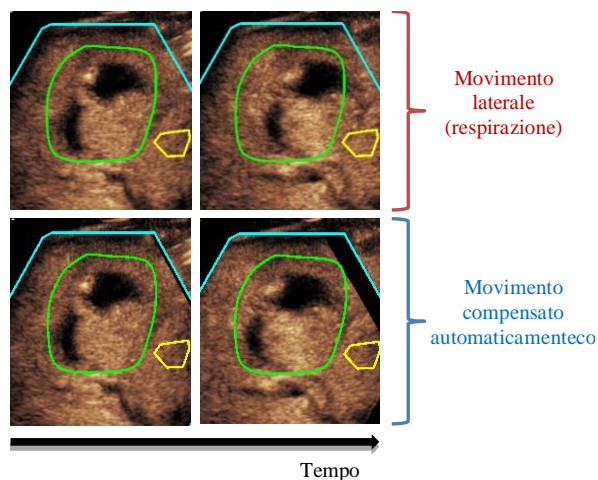 Movimento
laterale
(respirazione)
Movimento
compensato
automaticamenteco
Tempo